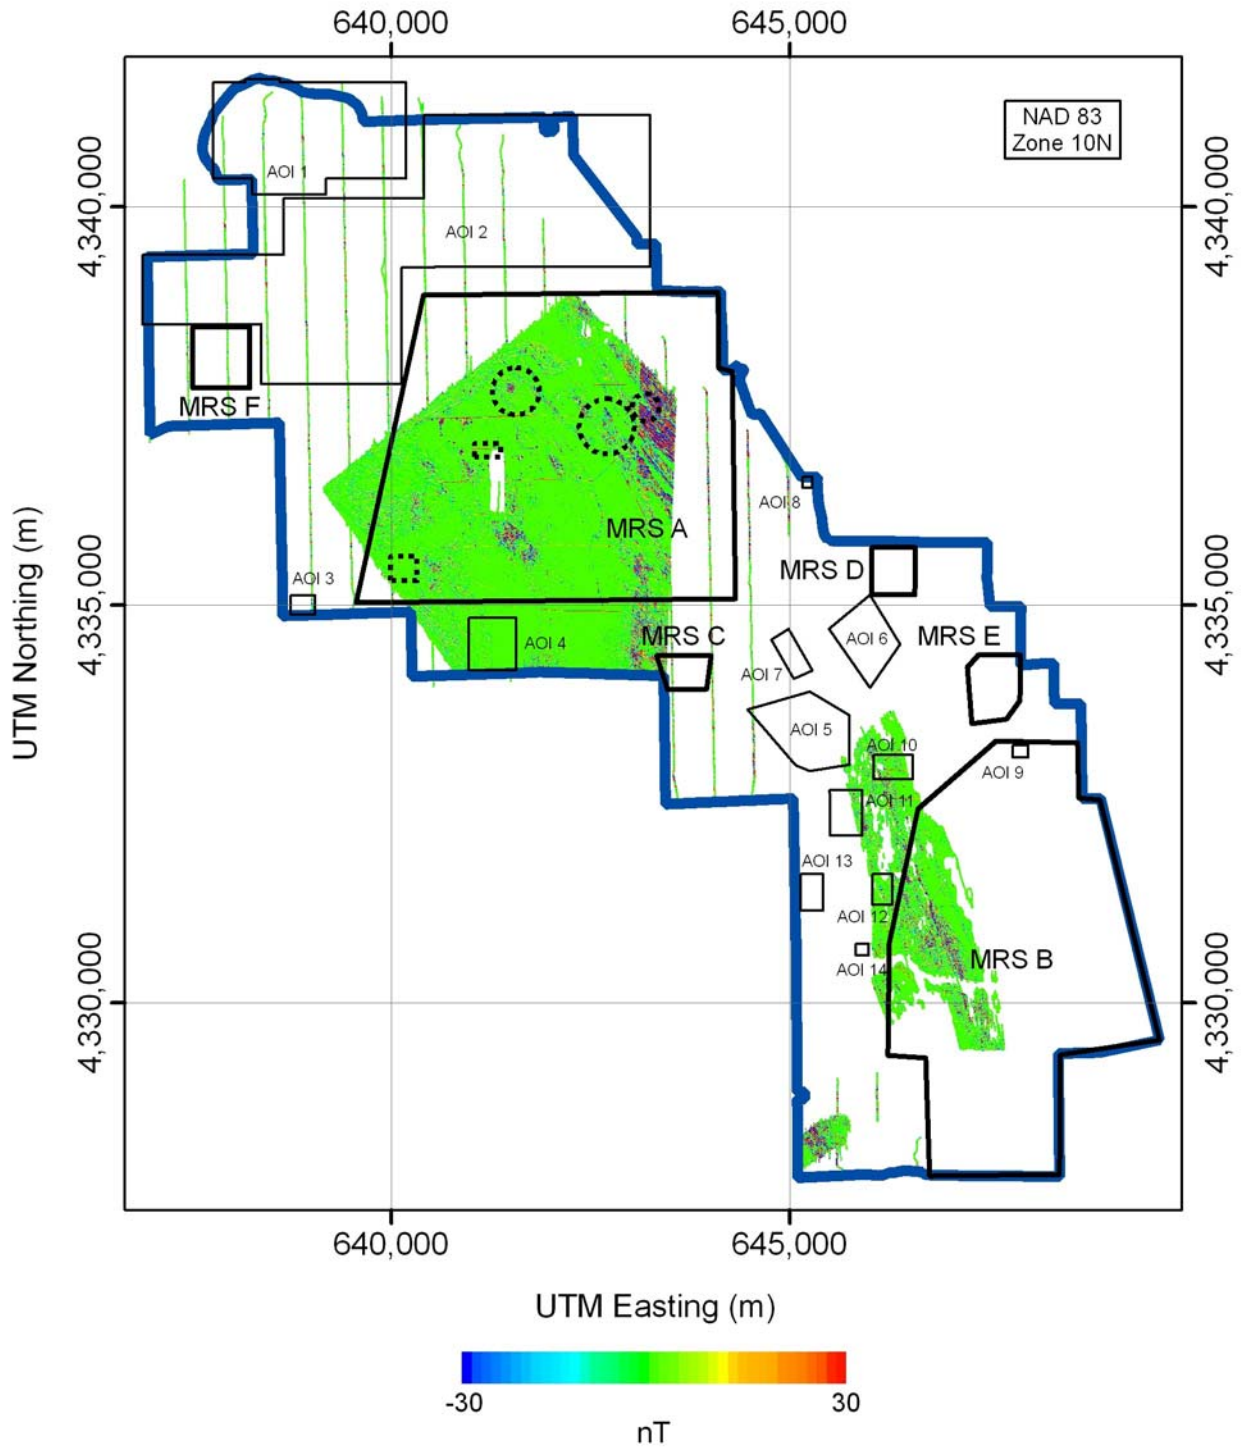 640,000
645,000
NAD 83
Zone 10N
4,340,000
4,340,000
AOI 1
AOI 2
MRS F
AOI 8
MRS A
MRS D
AOI 3
4,335,000
4,335,000
AOI 4
MRS C
AOI 6
MRS E
AOI 7
AOI 5
AOI 10
AOI 9
AOI 11
AOI 13
AOI 12
MRS B
AOI 14
4,330,000
4,330,000
UTM Northing (m)
640,000
645,000
UTM Easting (m)
-30
30
nT